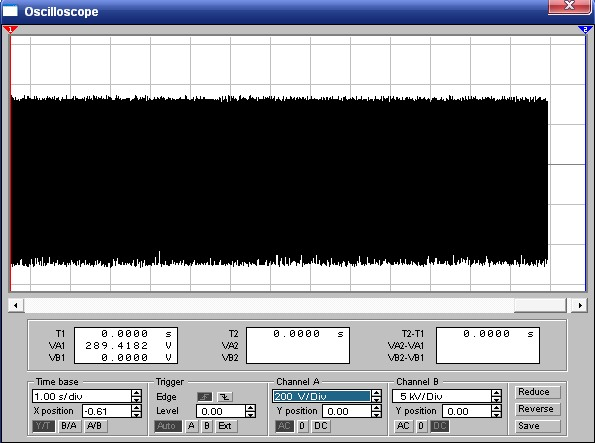 Oscilloscope
1
2
T1 0.0000 s T2 T2-T1 0.0000 s
VA1 289.4182 V VA2 VA2-VA1
VB1 0.0000 V VB2 VB2-VB1
Time base Trigger Channel A Channel B
Reduce
1.00 s/div Edge 200 V/Div 5 kV/Div
X position -0.61 Level 0.00 Y position 0.00 Y position 0.00
Reverse
Y/T B/A A/B Auto A B Ext AC 0 DC AC 0 DC
Save